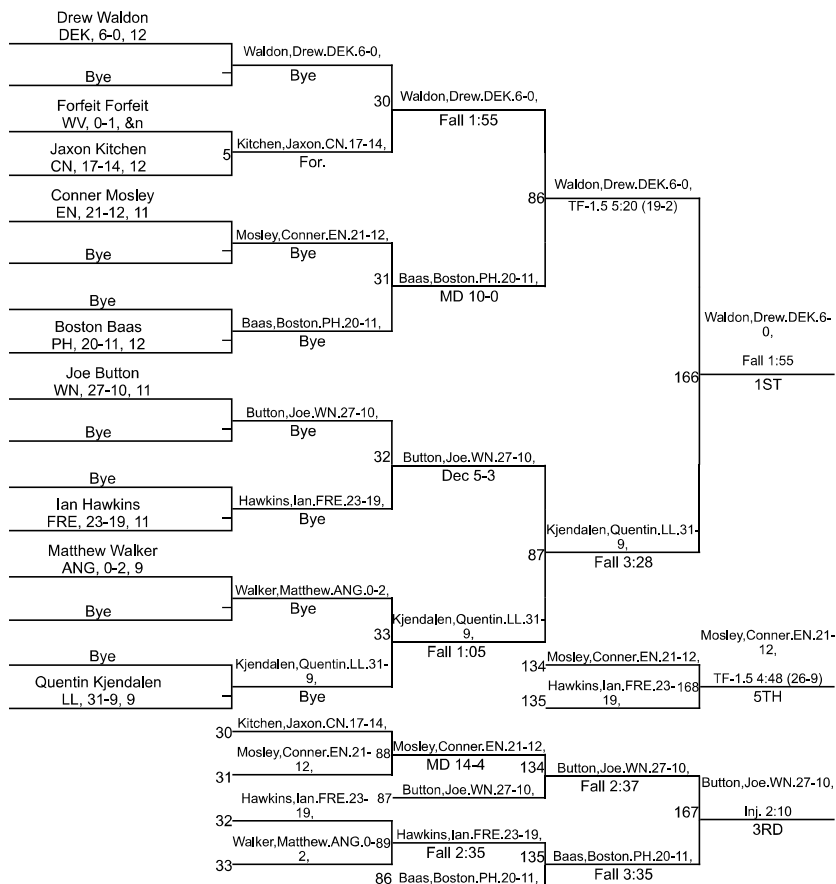 Drew Waldon
DEK, 6-0, 12
Bye
Forfeit Forfeit
WV, 0-1, &n
Jaxon Kitchen
CN, 17-14, 12
Conner Mosley
EN, 21-12, 11
Bye
Bye
Boston Baas
PH, 20-11, 12
Joe Button
WN, 27-10, 11
Bye
Bye
Ian Hawkins
FRE, 23-19, 11
Matthew Walker
ANG, 0-2, 9
Bye
Bye
Quentin Kjendalen
LL, 31-9, 9
Waldon,Drew.DEK.6-0,
Bye
5
Kitchen,Jaxon.CN.17-14,
For.
Mosley,Conner.EN.21-12,
Bye
Baas,Boston.PH.20-11,
Bye
Button,Joe.WN.27-10,
Bye
Hawkins,Ian.FRE.23-19,
Bye
Walker,Matthew.ANG.0-2,
Bye
Kjendalen,Quentin.LL.31-
9,
Bye
30
Waldon,Drew.DEK.6-0,
Fall 1:55
31
Baas,Boston.PH.20-11,
MD 10-0
32
Button,Joe.WN.27-10,
Dec 5-3
33
Kjendalen,Quentin.LL.31-
9,
Fall 1:05
86
Waldon,Drew.DEK.6-0,
TF-1.5 5:20 (19-2)
87
Kjendalen,Quentin.LL.31-
9,
Fall 3:28
166
Waldon,Drew.DEK.6-
0,
Fall 1:55
1ST
134
Mosley,Conner.EN.21-12,
135
Hawkins,Ian.FRE.23-
19,
168
Mosley,Conner.EN.21-
12,
TF-1.5 4:48 (26-9)
5TH
30
Kitchen,Jaxon.CN.17-14,
31
Mosley,Conner.EN.21-
12,
32
Hawkins,Ian.FRE.23-
19,
33
Walker,Matthew.ANG.0-
2,
88
Mosley,Conner.EN.21-12,
MD 14-4
87
Button,Joe.WN.27-10,
89
Hawkins,Ian.FRE.23-19,
Fall 2:35
86
Baas,Boston.PH.20-11,
134
Button,Joe.WN.27-10,
Fall 2:37
135
Baas,Boston.PH.20-11,
Fall 3:35
167
Button,Joe.WN.27-10,
Inj. 2:10
3RD